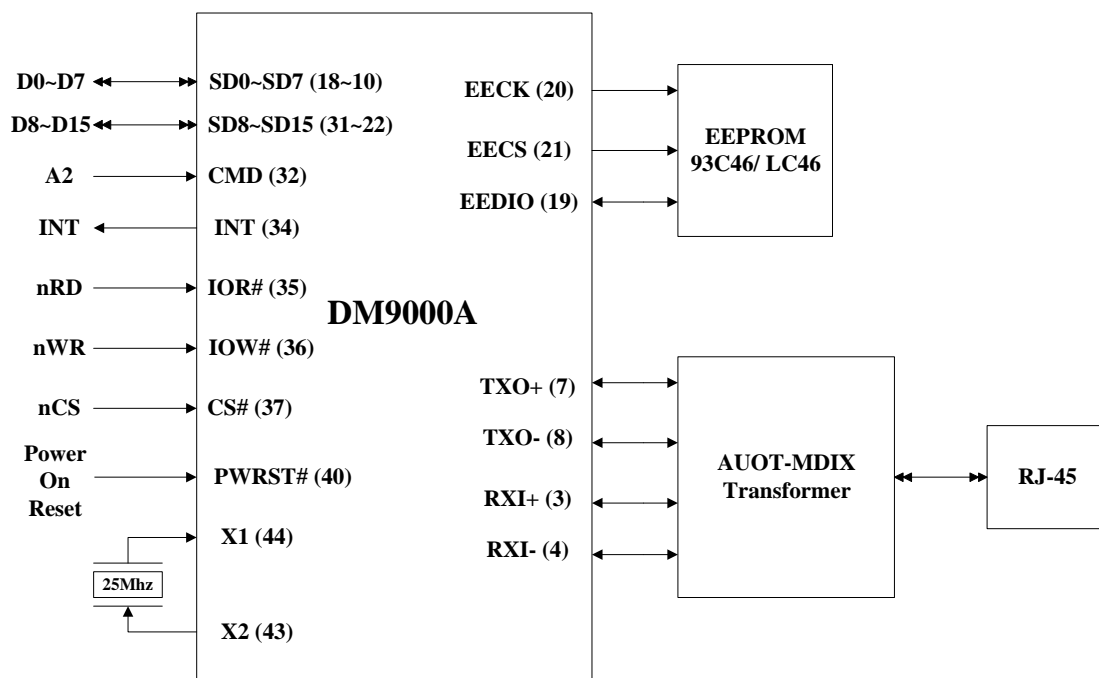 D0~D7
SD0~SD7 (18~10)
D8~D15
SD8~SD15 (31~22)
A2
CMD (32)
INT
INT (34)
nRD
IOR# (35)
nWR
IOW# (36)
nCS
CS# (37)
Power
On
Reset
PWRST# (40)
X1 (44)
25Mhz
X2 (43)
DM9000A
EECK (20)
EECS (21)
EEDIO (19)
EEPROM
93C46/ LC46
TXO+ (7)
TXO- (8)
RXI+ (3)
RXI- (4)
AUOT-MDIX
Transformer
RJ-45